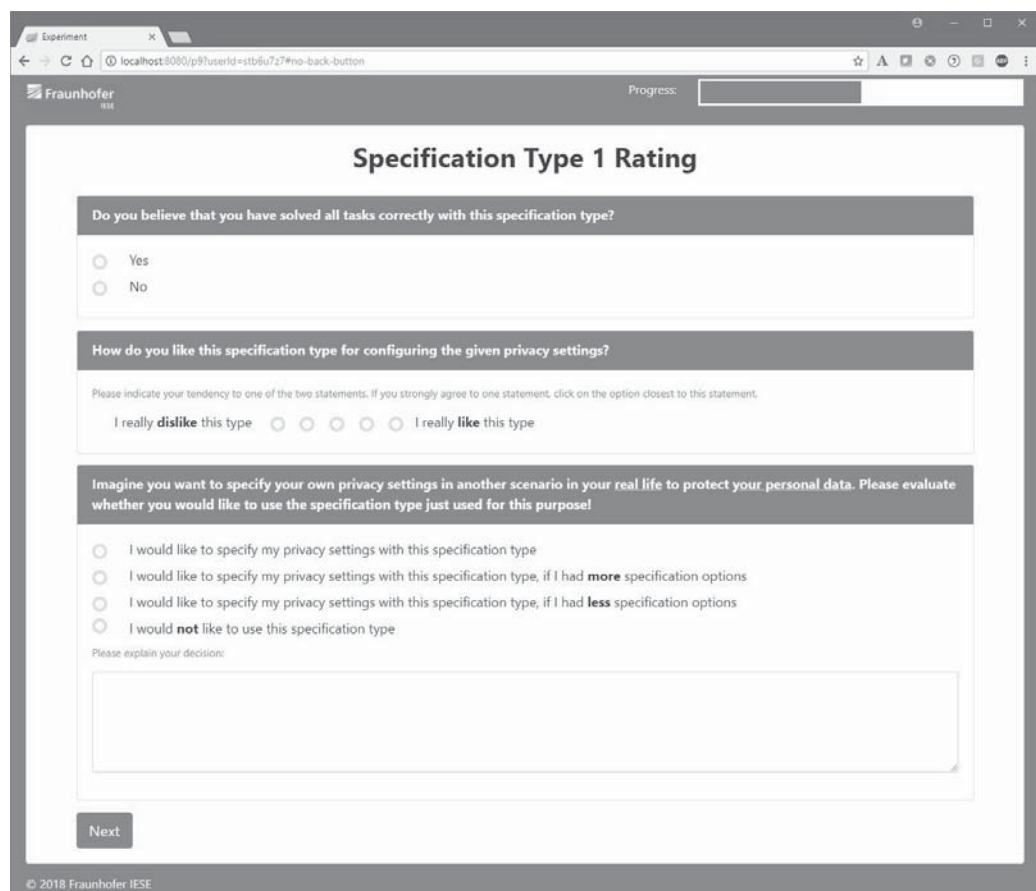 Experiment
localhost:8080/p9?userId=stb6u7z7#no-back-button
Fraunhofer
IESE
Progress:
Specification Type 1 Rating
Do you believe that you have solved all tasks correctly with this specification type?
Yes
No
How do you like this specification type for configuring the given privacy settings?
Please indicate your tendency to one of the two statements. If you strongly agree to one statement, click on the option closest to this statement.
I really dislike this type I really like this type
Imagine you want to specify your own privacy settings in another scenario in your real life to protect your personal data. Please evaluate
whether you would like to use the specification type just used for this purpose!
I would like to specify my privacy settings with this specification type
I would like to specify my privacy settings with this specification type, if I had more specification options
I would like to specify my privacy settings with this specification type, if I had less specification options
I would not like to use this specification type
Please explain your decision:
Next
© 2018 Fraunhofer IESE